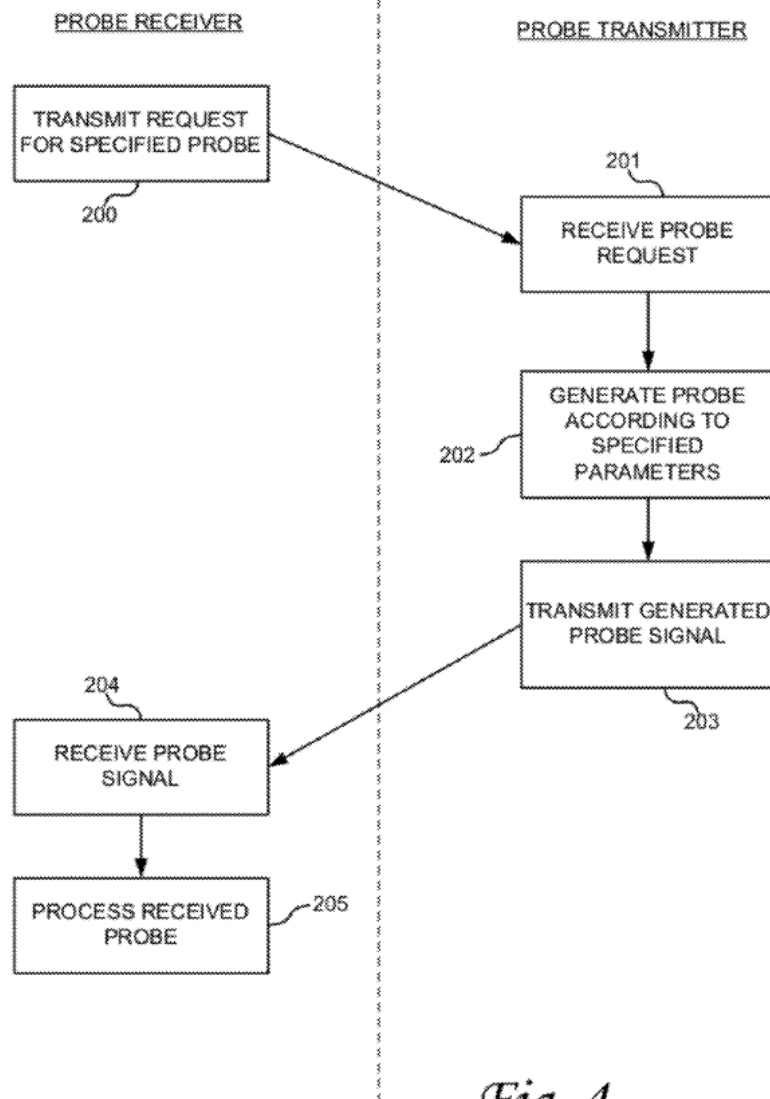 PROBE RECEIVER
PROBE TRANSMITTER
TRANSMIT REQUEST
FOR SPECIFIED PROBE
200
201
RECEIVE PROBE
REQUEST
GENERATE PROBE
ACCORDING TO
SPECIFIED
PARAMETERS
202
TRANSMIT GENERATED
PROBE SIGNAL
203
204
RECEIVE PROBE
SIGNAL
PROCESS RECEIVED
PROBE
205
Fig. 4